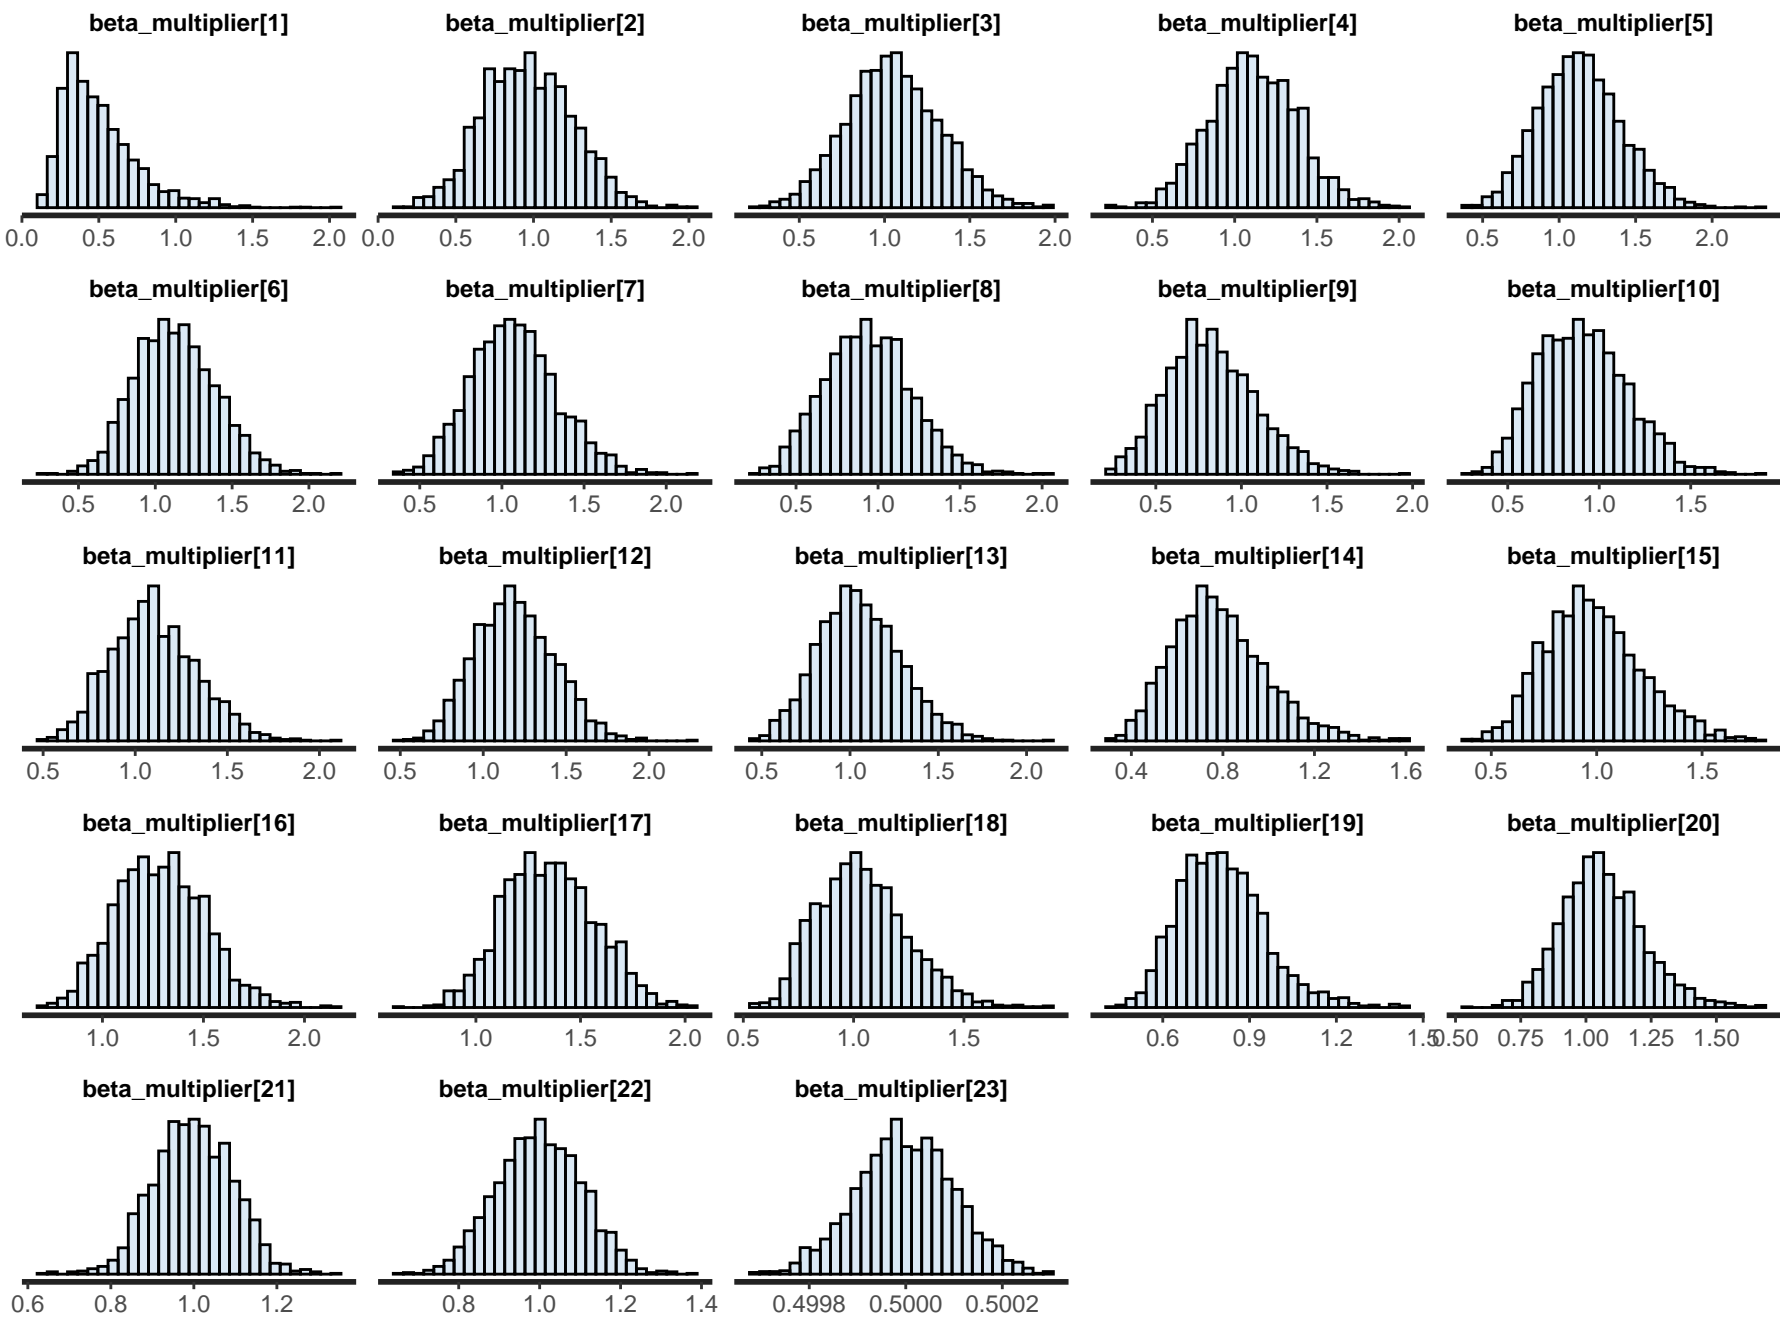 beta_multiplier[1] beta_multiplier[2] beta_multiplier[3] beta_multiplier[4] beta_multiplier[5]
0.0 0.5 1.0 1.5 2.0 0.0 0.5 1.0 1.5 2.0 0.5 1.0 1.5 2.0 0.5 1.0 1.5 2.0 0.5 1.0 1.5 2.0
beta_multiplier[6] beta_multiplier[7] beta_multiplier[8] beta_multiplier[9] beta_multiplier[10]
0.5 1.0 1.5 2.0 0.5 1.0 1.5 2.0 0.5 1.0 1.5 2.0 0.5 1.0 1.5 2.0 0.5 1.0 1.5
beta_multiplier[11] beta_multiplier[12] beta_multiplier[13] beta_multiplier[14] beta_multiplier[15]
0.5 1.0 1.5 2.0 0.5 1.0 1.5 2.0 0.5 1.0 1.5 2.0 0.4 0.8 1.2 1.6 0.5 1.0 1.5
beta_multiplier[16] beta_multiplier[17] beta_multiplier[18] beta_multiplier[19] beta_multiplier[20]
1.0 1.5 2.0 1.0 1.5 2.0 0.5 1.0 1.5 0.6 0.9 1.2 1.5 0.50 0.75 1.00 1.25 1.50
beta_multiplier[21] beta_multiplier[22] beta_multiplier[23]
0.6 0.8 1.0 1.2 0.8 1.0 1.2 1.4 0.4998 0.5000 0.5002